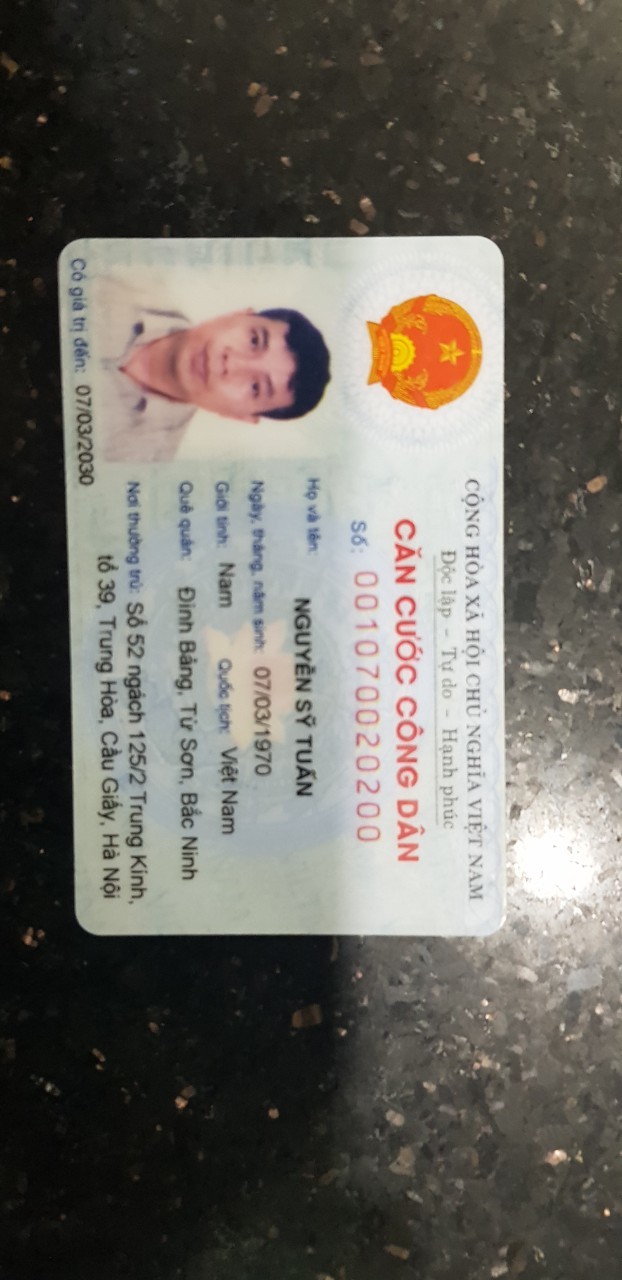 CỘNG HÒA XÃ HỘI CHỦ NGHĨA VIỆT NAM
Độc lập - Tự do - Hạnh phúc
CĂN CƯỚC CÔNG DÂN
Số: 001070020200
Họ và tên:
NGUYỄN SỸ TUẤN
Ngày, tháng, năm sinh: 07/03/1970
Giới tính: Nam Quốc tịch: Việt Nam
Quê quán: Đình Bảng, Từ Sơn, Bắc Ninh
Nơi thường trú: Số 52 ngách 125/2 Trung Kính,
tổ 39, Trung Hòa, Cầu Giấy, Hà Nội
Có giá trị đến: 07/03/2030